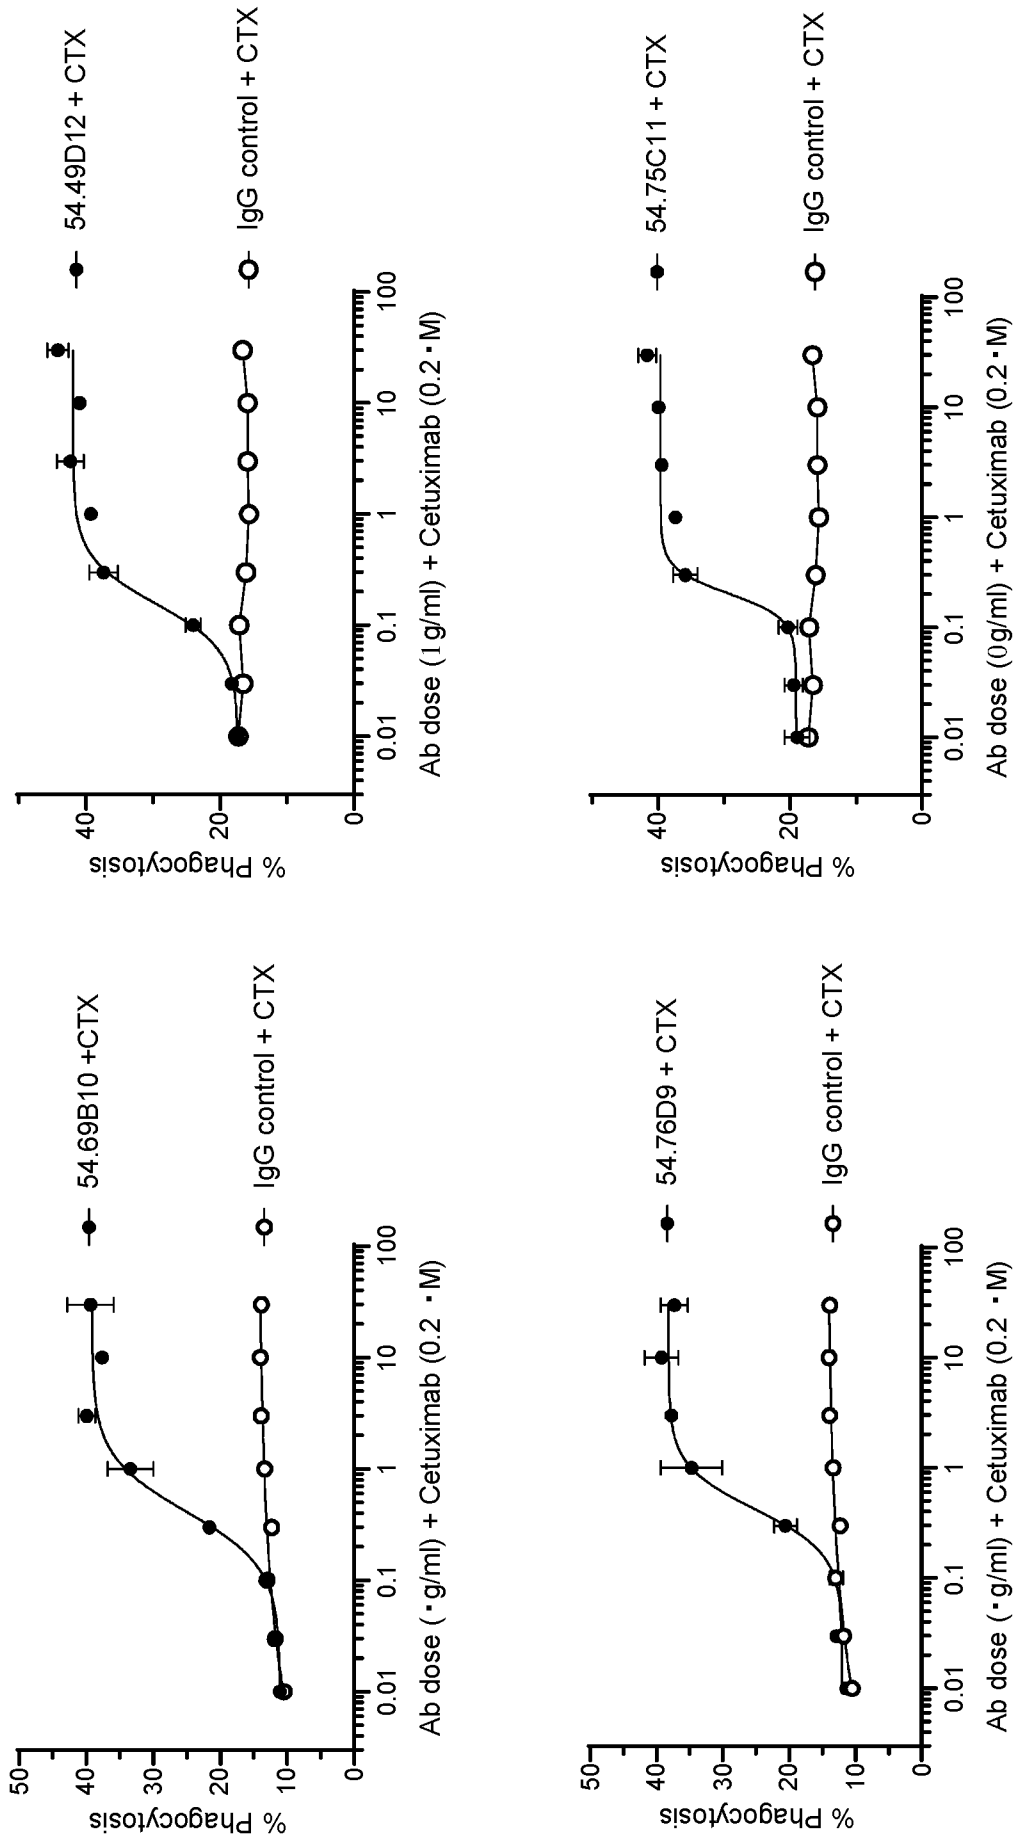 % Phagocytosis
50
40
30
20
10
0
0.01
0.1
1
10
100
Ab dose (▪g/ml) + Cetuximab (0.2 ▪M)
54.69B10 +CTX
IgG control + CTX
% Phagocytosis
40
20
0
0.01
0.1
1
10
100
Ab dose (1g/ml) + Cetuximab (0.2▪M)
54.49D12 + CTX
IgG control + CTX
% Phagocytosis
50
40
30
20
10
0
0.01
0.1
1
10
100
Ab dose (▪g/ml) + Cetuximab (0.2 ▪M)
54.76D9 + CTX
IgG control + CTX
% Phagocytosis
40
20
0
0.01
0.1
1
10
100
Ab dose (0g/ml) + Cetuximab (0.2▪M)
54.75C11 + CTX
IgG control + CTX